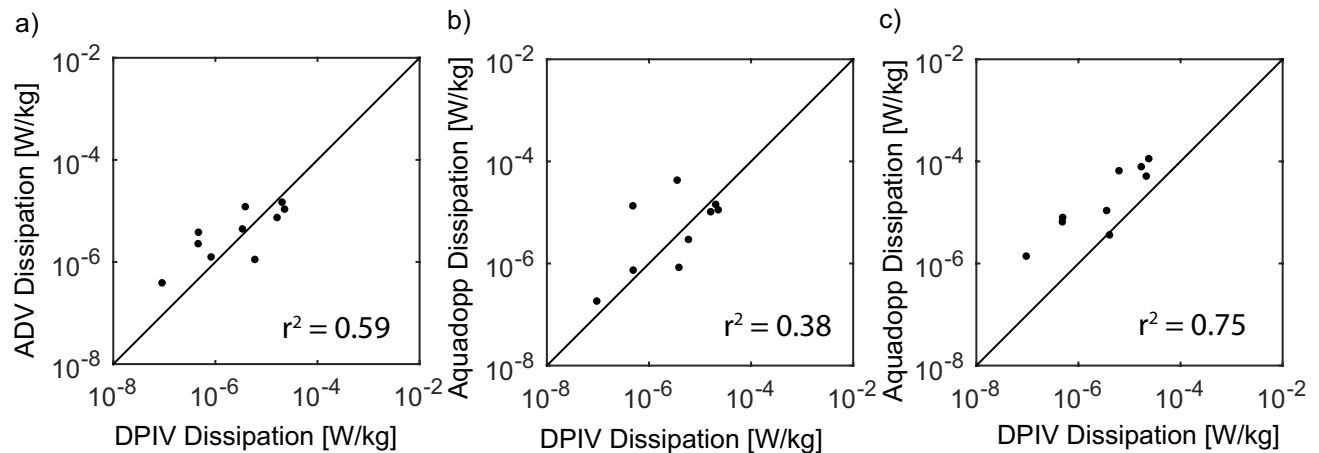 a)
ADV Dissipation [W/kg]
10⁻²
10⁻⁴
10⁻⁶
10⁻⁸
r² = 0.59
10⁻⁸ 10⁻⁶ 10⁻⁴ 10⁻²
DPIV Dissipation [W/kg]
b)
Aquadopp Dissipation [W/kg]
10⁻²
10⁻⁴
10⁻⁶
10⁻⁸
r² = 0.38
10⁻⁸ 10⁻⁶ 10⁻⁴ 10⁻²
DPIV Dissipation [W/kg]
c)
Aquadopp Dissipation [W/kg]
10⁻²
10⁻⁴
10⁻⁶
10⁻⁸
r² = 0.75
10⁻⁸ 10⁻⁶ 10⁻⁴ 10⁻²
DPIV Dissipation [W/kg]